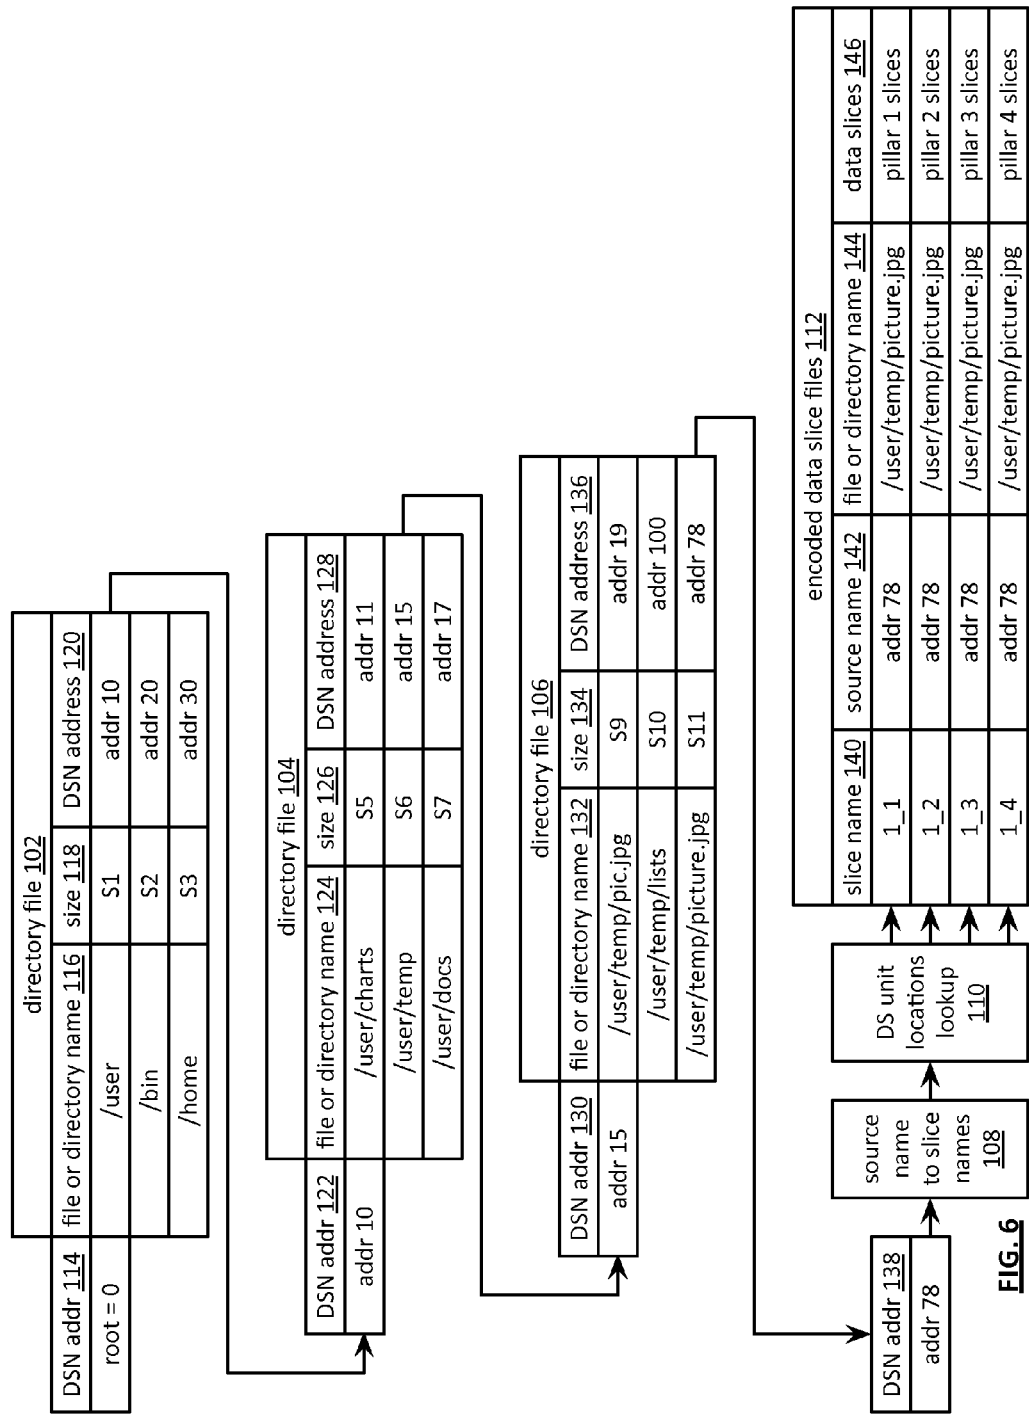 directory file 102
DSN addr 114 file or directory name 116 size 118 DSN address 120
root = 0 /user S1 addr 10
/bin S2 addr 20
/home S3 addr 30
directory file 104
DSN addr 122 file or directory name 124 size 126 DSN address 128
addr 10 /user/charts S5 addr 11
/user/temp S6 addr 15
/user/docs S7 addr 17
directory file 106
DSN addr 130 file or directory name 132 size 134 DSN address 136
addr 15 /user/temp/pic.jpg S9 addr 19
/user/temp/lists S10 addr 100
/user/temp/picture.jpg S11 addr 78
DSN addr 138
addr 78
source
name
to slice
names
108
DS unit
locations
lookup
110
encoded data slice files 112
slice name 140 source name 142 file or directory name 144 data slices 146
1_1 addr 78 /user/temp/picture.jpg pillar 1 slices
1_2 addr 78 /user/temp/picture.jpg pillar 2 slices
1_3 addr 78 /user/temp/picture.jpg pillar 3 slices
1_4 addr 78 /user/temp/picture.jpg pillar 4 slices
FIG. 6